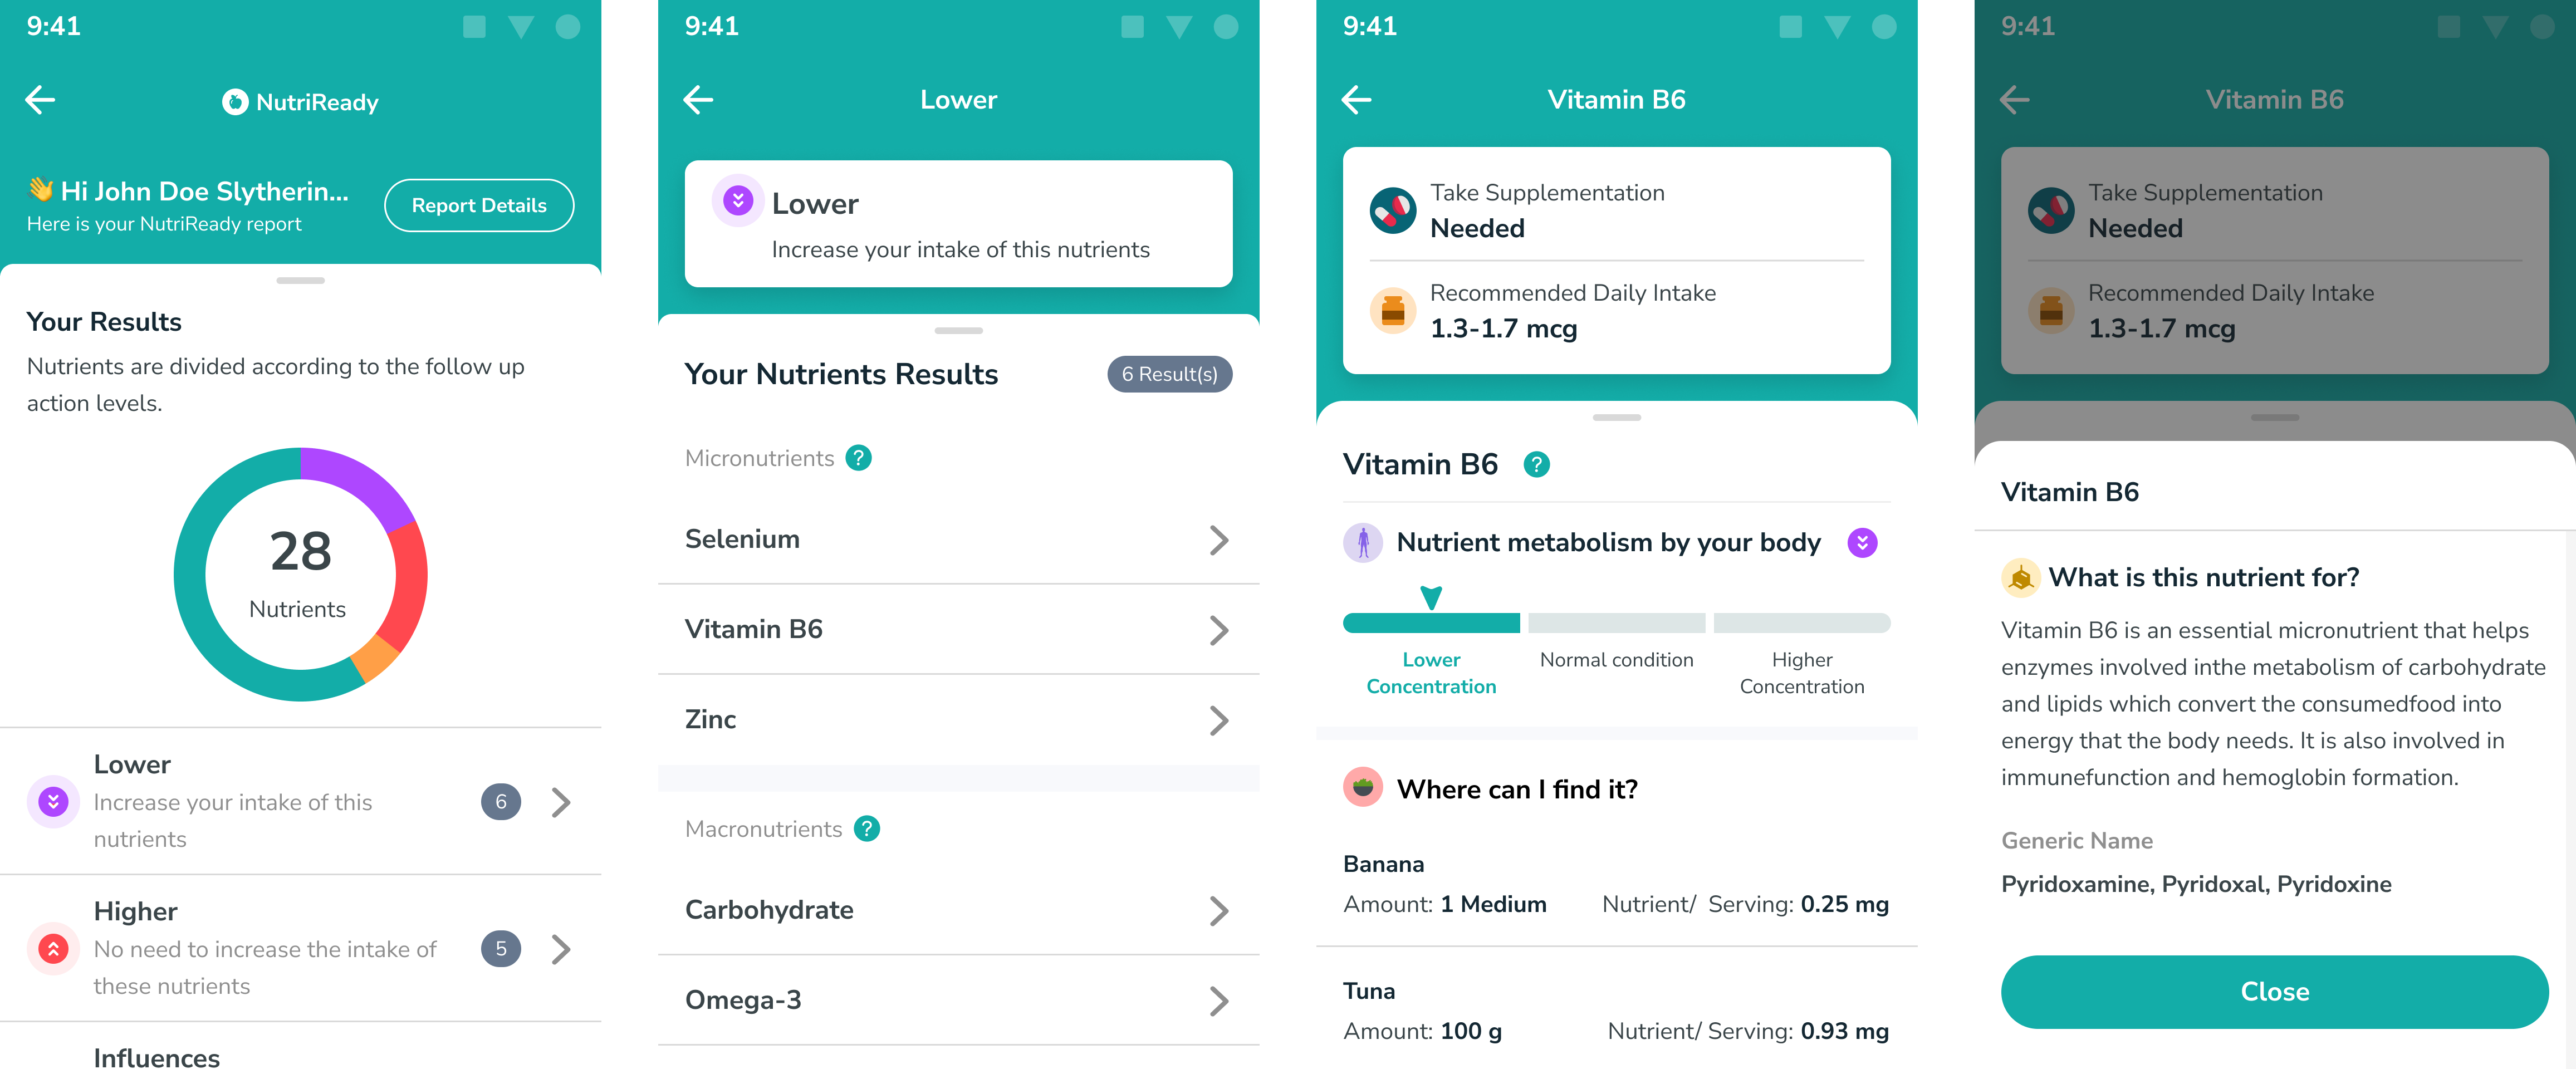 9:41
NutriReady
👋 Hi John Doe Slytherin...
Here is your NutriReady report
Report Details
Your Results
Nutrients are divided according to the follow up
action levels.
28
Nutrients
Lower
Increase your intake of this
nutrients
6
Higher
No need to increase the intake of
these nutrients
5
Influences
9:41
Lower
Lower
Increase your intake of this nutrients
Your Nutrients Results
6 Result(s)
Micronutrients ?
Selenium
Vitamin B6
Zinc
Macronutrients ?
Carbohydrate
Omega-3
9:41
Vitamin B6
Take Supplementation
Needed
Recommended Daily Intake
1.3-1.7 mcg
Vitamin B6 ?
Nutrient metabolism by your body
Lower
Concentration
Normal condition
Higher
Concentration
Where can I find it?
Banana
Amount: 1 Medium
Nutrient/ Serving: 0.25 mg
Tuna
Amount: 100 g
Nutrient/ Serving: 0.93 mg
9:41
Vitamin B6
Take Supplementation
Needed
Recommended Daily Intake
1.3-1.7 mcg
Vitamin B6
What is this nutrient for?
Vitamin B6 is an essential micronutrient that helps
enzymes involved inthe metabolism of carbohydrate
and lipids which convert the consumedfood into
energy that the body needs. It is also involved in
immunefunction and hemoglobin formation.
Generic Name
Pyridoxamine, Pyridoxal, Pyridoxine
Close